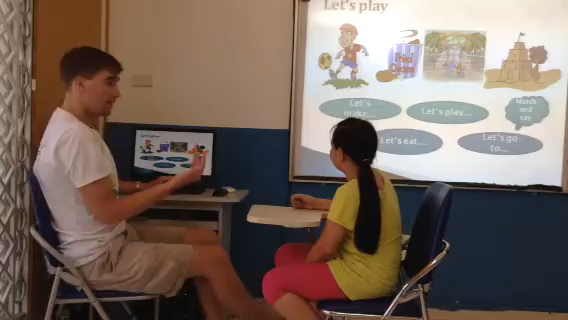 Let's play
Let's
make...
Let's play...
Match
and
say
Let's eat...
Let's go
to...